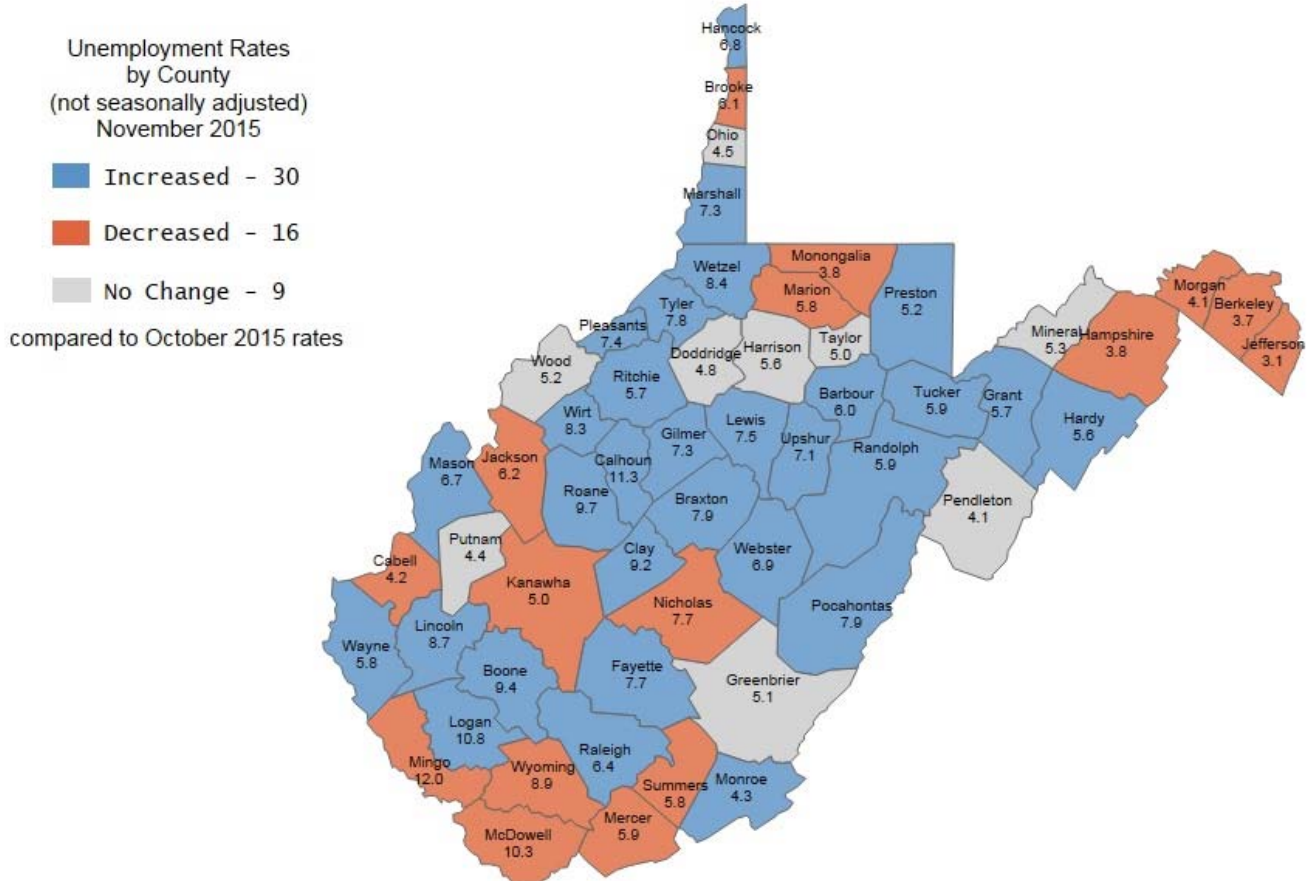 Unemployment Rates
by County
(not seasonally adjusted)
November 2015
Increased - 30
Decreased - 16
No Change - 9
compared to October 2015 rates
Hancock
6.8
Brooke
6.1
Ohio
4.5
Marshall
7.3
Wetzel
8.4
Monongalia
3.8
Marion
5.8
Preston
5.2
Tyler
7.8
Pleasants
7.4
Wood
5.2
Doddridge
4.8
Harrison
5.6
Taylor
5.0
Mineral
5.3
Hampshire
3.8
Morgan
4.1
Berkeley
3.7
Jefferson
3.1
Ritchie
5.7
Wirt
8.3
Gilmer
7.3
Lewis
7.5
Barbour
6.0
Tucker
5.9
Grant
5.7
Hardy
5.6
Upshur
7.1
Randolph
5.9
Mason
6.7
Jackson
6.2
Calhoun
11.3
Roane
9.7
Braxton
7.9
Pendleton
4.1
Putnam
4.4
Cabell
4.2
Kanawha
5.0
Clay
9.2
Webster
6.9
Nicholas
7.7
Pocahontas
7.9
Wayne
5.8
Lincoln
8.7
Boone
9.4
Fayette
7.7
Greenbrier
5.1
Logan
10.8
Mingo
12.0
Wyoming
8.9
Raleigh
6.4
Summers
5.8
Monroe
4.3
Mercer
5.9
McDowell
10.3